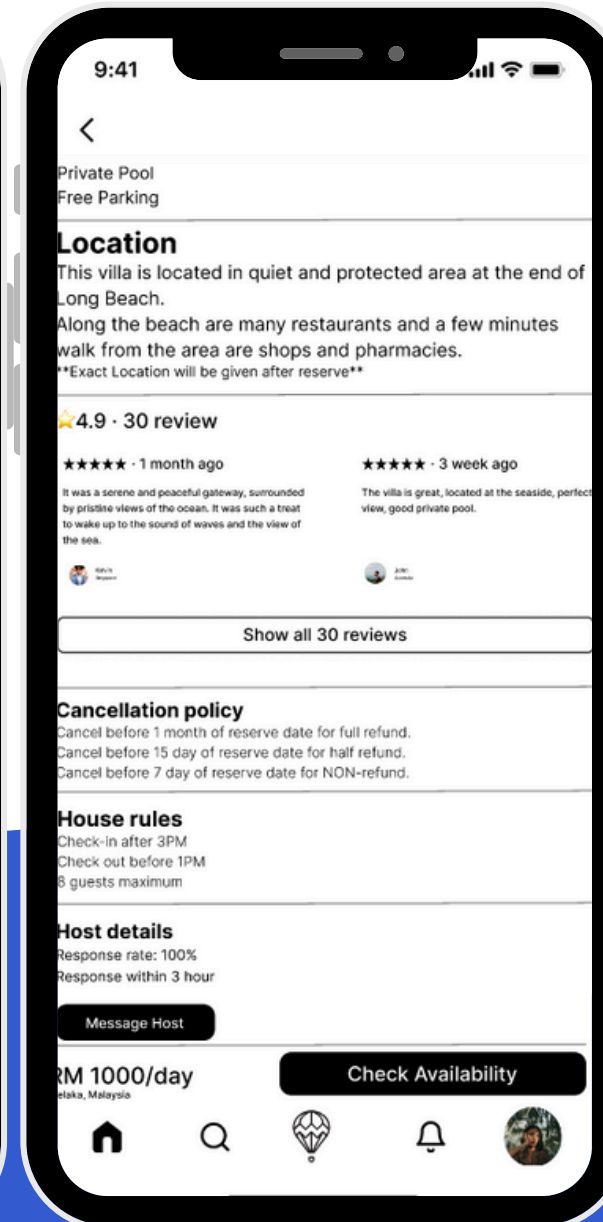 9:41
Private Pool
Free Parking
Location
This villa is located in quiet and protected area at the end of
Long Beach.
Along the beach are many restaurants and a few minutes
walk from the area are shops and pharmacies.
**Exact Location will be given after reserve**
4.9 · 30 review
★★★★★ · 1 month ago
It was a serene and peaceful gateway, surrounded
by pristine views of the ocean. It was such a treat
to wake up to the sound of waves and the view of
the sea.
★★★★★ · 3 week ago
The villa is great, located at the seaside, perfect
view, good private pool.
John
Show all 30 reviews
Cancellation policy
Cancel before 1 month of reserve date for full refund.
Cancel before 15 day of reserve date for half refund.
Cancel before 7 day of reserve date for NON-refund.
House rules
Check-in after 3PM
Check out before 1PM
8 guests maximum
Host details
Response rate: 100%
Response within 3 hour
Message Host
RM 1000/day
elaka, Malaysia
Check Availability